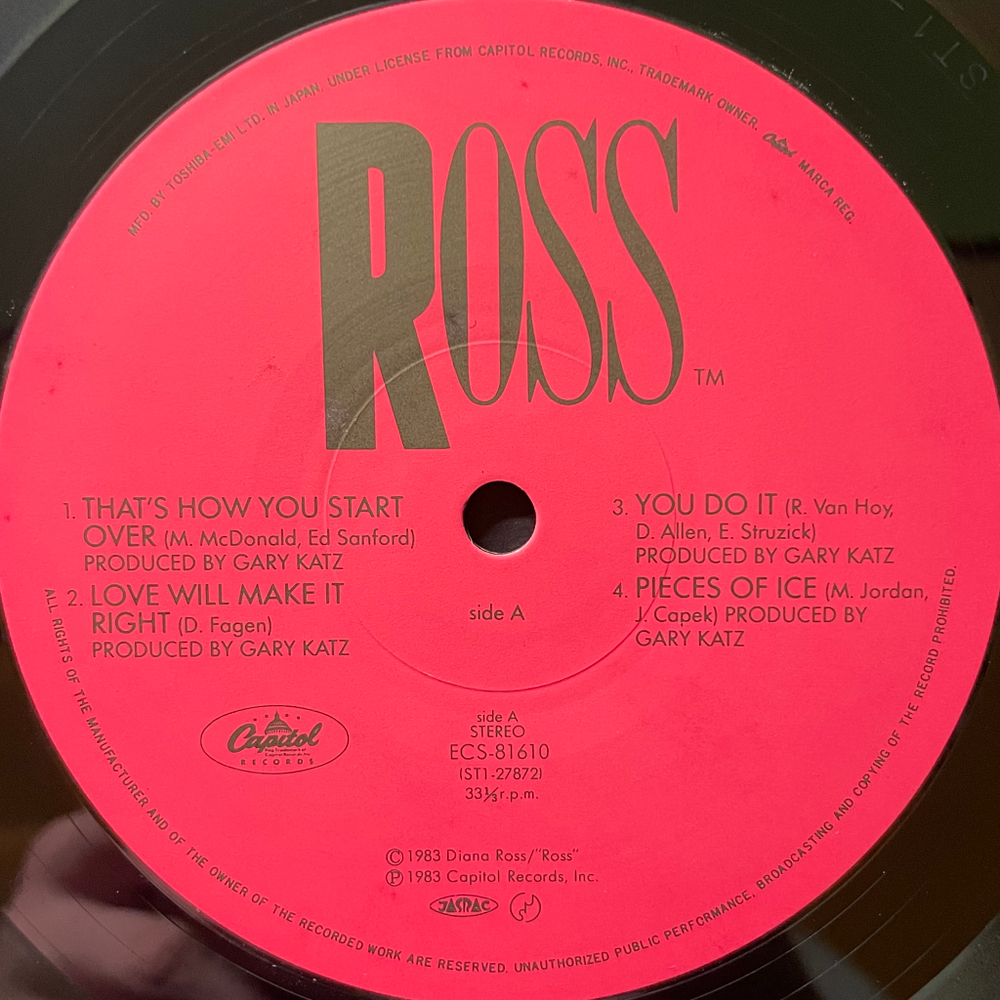 MFD. BY TOSHIBA-EMI LTD. IN JAPAN. UNDER LICENSE FROM CAPITOL RECORDS, INC., TRADEMARK OWNER. Capitol MARCA REG.
ROSS
TM
1. THAT'S HOW YOU START
OVER (M. McDonald, Ed Sanford)
PRODUCED BY GARY KATZ
2. LOVE WILL MAKE IT
RIGHT (D. Fagen)
PRODUCED BY GARY KATZ
3. YOU DO IT (R. Van Hoy,
D. Allen, E. Struzick)
PRODUCED BY GARY KATZ
4. PIECES OF ICE (M. Jordan,
J. Capek) PRODUCED BY
GARY KATZ
side A
Capitol
RECORDS
side A
STEREO
ECS-81610
(ST1-27872)
33⅓r.p.m.
Ⓒ1983 Diana Ross/"Ross"
Ⓟ1983 Capitol Records, Inc.
JASRAC
ALL RIGHTS OF THE MANUFACTURER AND OF THE OWNER OF THE RECORDED WORK ARE RESERVED. UNAUTHORIZED PUBLIC PERFORMANCE, BROADCASTING AND COPYING OF THE RECORD PROHIBITED.
ST1-